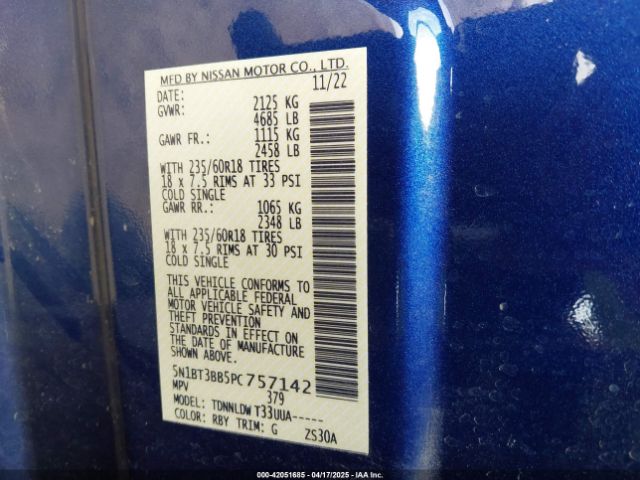 MFD BY NISSAN MOTOR CO., LTD.
DATE: 11/22
GVWR: 2125 KG
4685 LB
GAWR FR.: 1115 KG
2458 LB
WITH 235/60R18 TIRES
18 x 7.5 RIMS AT 33 PSI
COLD SINGLE
GAWR RR.: 1065 KG
2348 LB
WITH 235/60R18 TIRES
18 x 7.5 RIMS AT 30 PSI
COLD SINGLE
THIS VEHICLE CONFORMS TO
ALL APPLICABLE FEDERAL
MOTOR VEHICLE SAFETY AND
THEFT PREVENTION
STANDARDS IN EFFECT ON
THE DATE OF MANUFACTURE
SHOWN ABOVE.
5N1BT3BB5PC757142
MPV 379
MODEL: TDNNLDW T33UUA-----
COLOR: RBY TRIM: G ZS30A
000-42051685 - 04/17/2025 - IAAI.COM